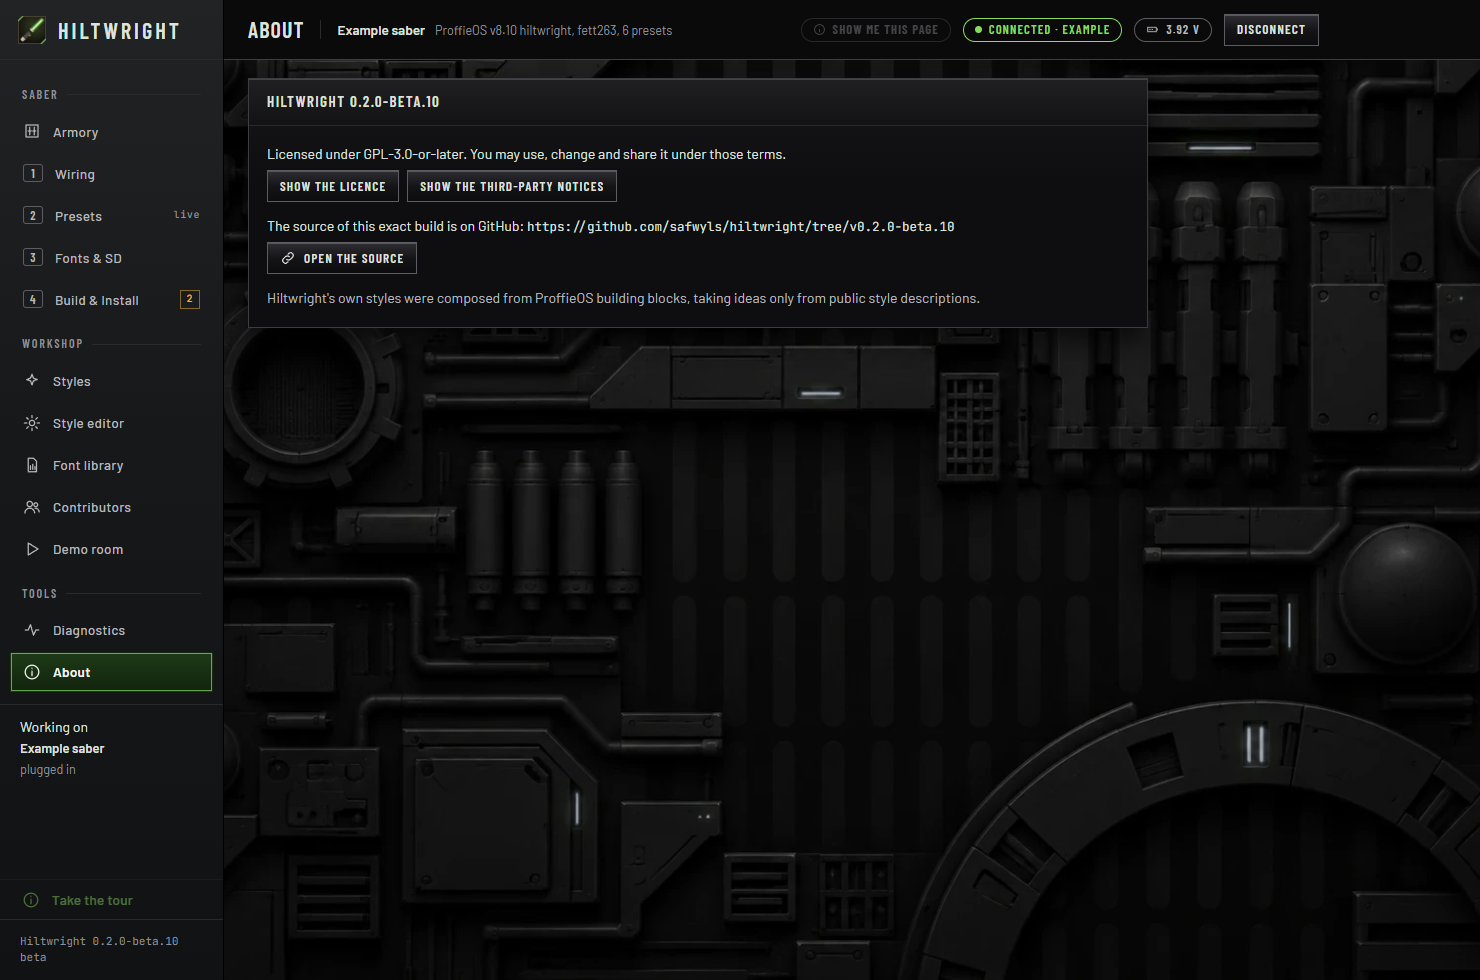 HILTWRIGHT
ABOUT
Example saber ProffieOS v8.10 hiltwright, fett263, 6 presets
SHOW ME THIS PAGE
CONNECTED · EXAMPLE
3.92 V
DISCONNECT
SABER
Armory
1 Wiring
2 Presets live
3 Fonts & SD
4 Build & Install 2
WORKSHOP
Styles
Style editor
Font library
Contributors
Demo room
TOOLS
Diagnostics
About
Working on
Example saber
plugged in
Take the tour
Hiltwright 0.2.0-beta.10
beta
HILTWRIGHT 0.2.0-BETA.10
Licensed under GPL-3.0-or-later. You may use, change and share it under those terms.
SHOW THE LICENCE SHOW THE THIRD-PARTY NOTICES
The source of this exact build is on GitHub: https://github.com/safwyls/hiltwright/tree/v0.2.0-beta.10
OPEN THE SOURCE
Hiltwright's own styles were composed from ProffieOS building blocks, taking ideas only from public style descriptions.